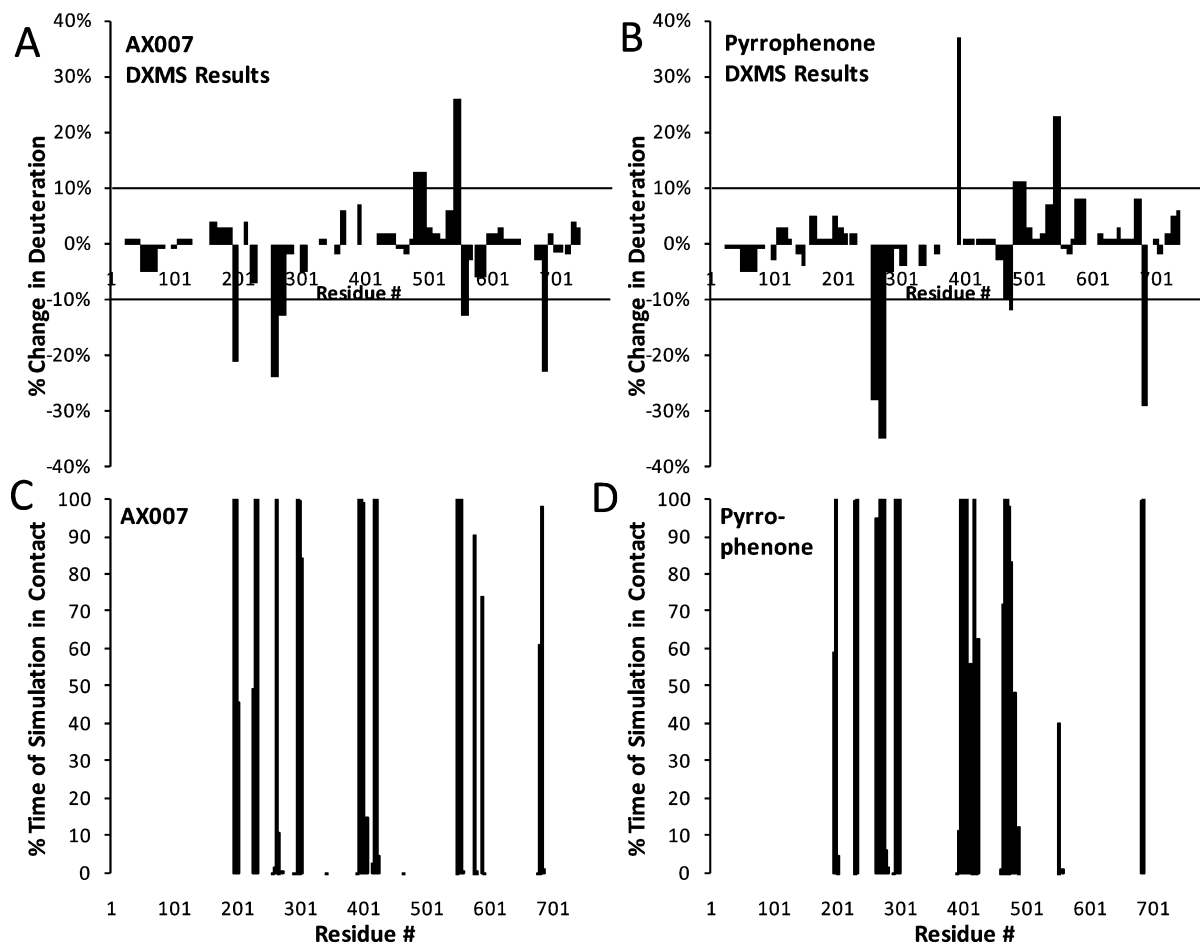 A
AX007
DXMS Results
% Change in Deuteration
40%
30%
20%
10%
0%
-10%
-20%
-30%
-40%
1 101 201 301 401 501 601 701
Residue #
B
Pyrrophenone
DXMS Results
% Change in Deuteration
40%
30%
20%
10%
0%
-10%
-20%
-30%
-40%
1 101 201 301 401 501 601 701
Residue #
C
AX007
% Time of Simulation in Contact
100
90
80
70
60
50
40
30
20
10
0
1 101 201 301 401 501 601 701
Residue #
D
Pyrro-
phenone
% Time of Simulation in Contact
100
90
80
70
60
50
40
30
20
10
0
1 101 201 301 401 501 601 701
Residue #